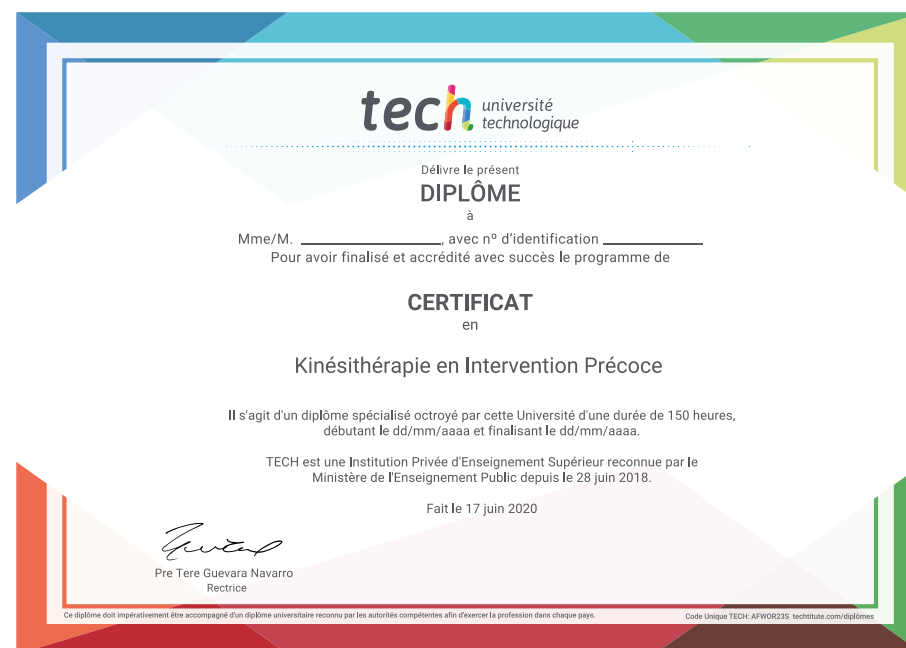 tech université
technologique
Délivre le présent
DIPLÔME
à
Mme/M. ____________________, avec nº d'identification ______________
Pour avoir finalisé et accrédité avec succès le programme de
CERTIFICAT
en
Kinésithérapie en Intervention Précoce
Il s'agit d'un diplôme spécialisé octroyé par cette Université d'une durée de 150 heures,
débutant le dd/mm/aaaa et finalisant le dd/mm/aaaa.
TECH est une Institution Privée d'Enseignement Supérieur reconnue par le
Ministère de l'Enseignement Public depuis le 28 juin 2018.
Fait le 17 juin 2020
Pre Tere Guevara Navarro
Rectrice
Ce diplôme doit impérativement être accompagné d'un diplôme universitaire reconnu par les autorités compétentes afin d'exercer la profession dans chaque pays.
Code Unique TECH: AFWOR23S techtitute.com/diplômes